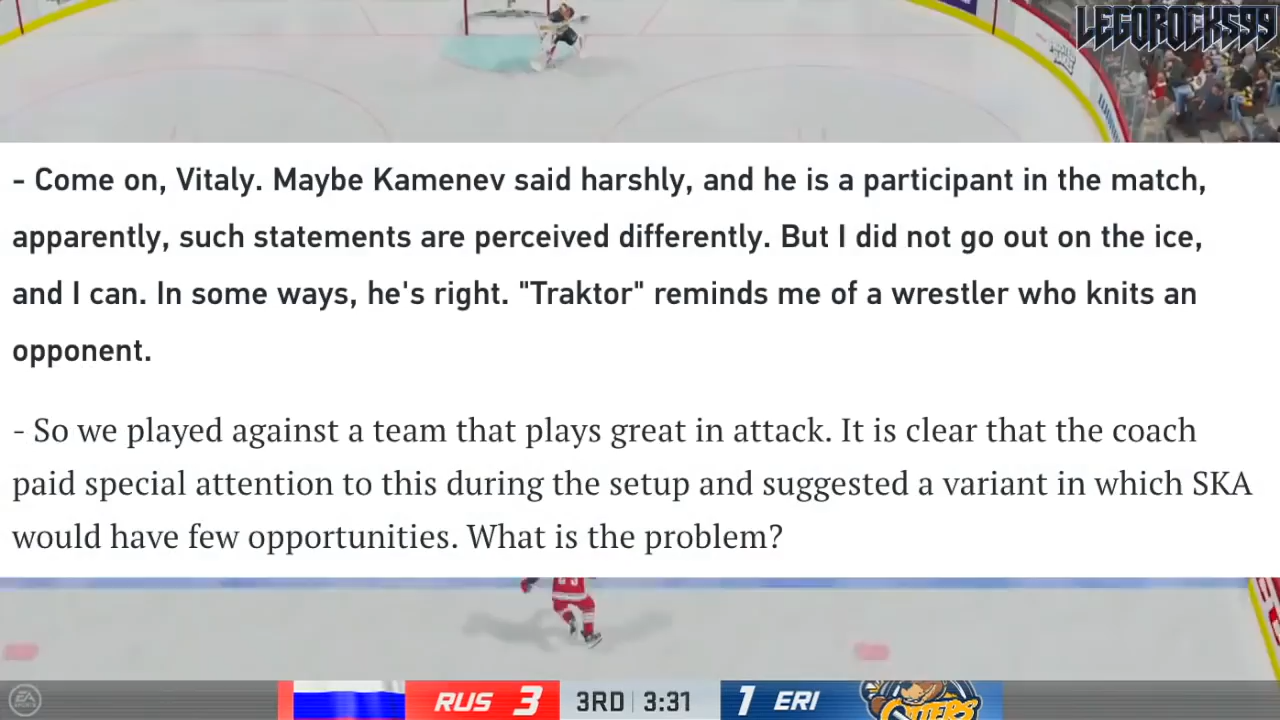 LEGOROCKS99
- Come on, Vitaly. Maybe Kamenev said harshly, and he is a participant in the match,
apparently, such statements are perceived differently. But I did not go out on the ice,
and I can. In some ways, he's right. "Traktor" reminds me of a wrestler who knits an
opponent.
- So we played against a team that plays great in attack. It is clear that the coach
paid special attention to this during the setup and suggested a variant in which SKA
would have few opportunities. What is the problem?
EA
RUS 3 3RD 3:31 1 ERI